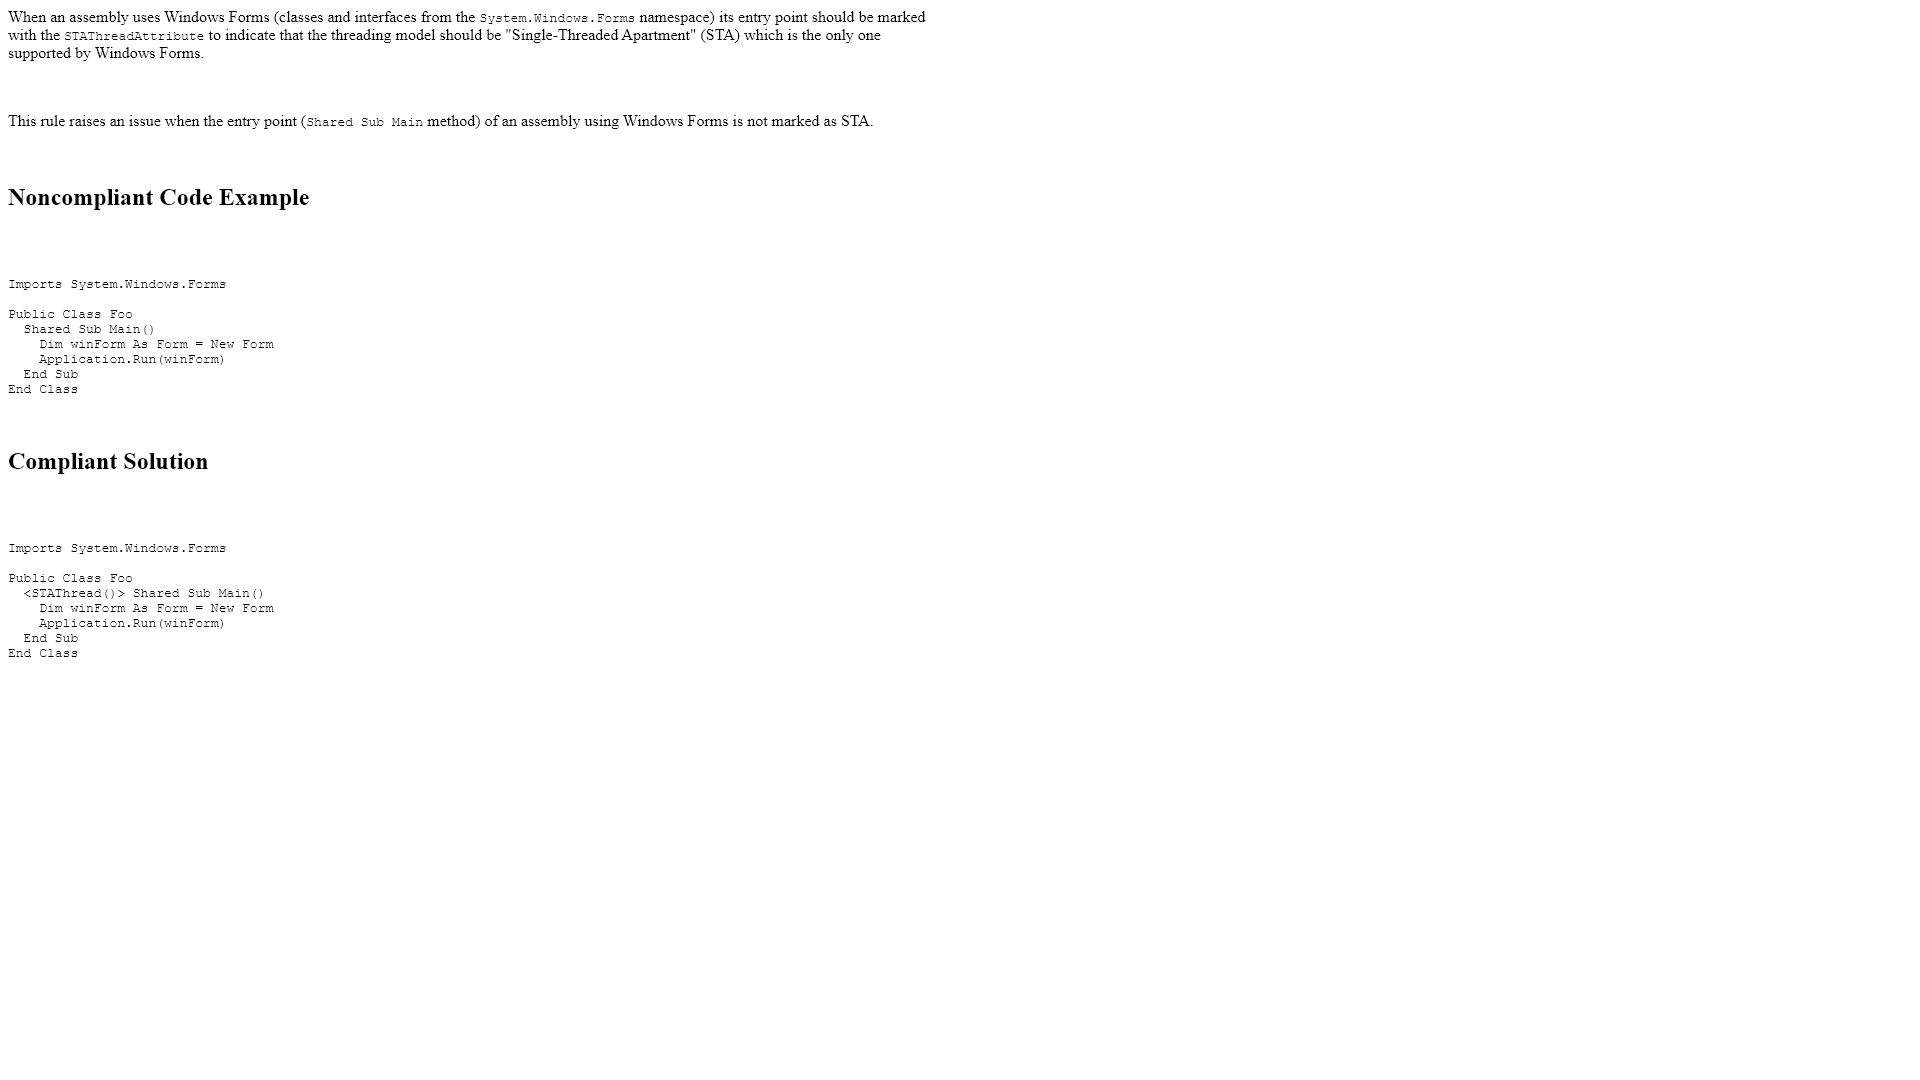 When an assembly uses Windows Forms (classes and interfaces from the System.Windows.Forms namespace) its entry point should be marked
with the STAThreadAttribute to indicate that the threading model should be "Single-Threaded Apartment" (STA) which is the only one
supported by Windows Forms.
This rule raises an issue when the entry point (Shared Sub Main method) of an assembly using Windows Forms is not marked as STA.
Noncompliant Code Example
Imports System.Windows.Forms
Public Class Foo
  Shared Sub Main()
    Dim winForm As Form = New Form
    Application.Run(winForm)
  End Sub
End Class
Compliant Solution
Imports System.Windows.Forms
Public Class Foo
  <STAThread()> Shared Sub Main()
    Dim winForm As Form = New Form
    Application.Run(winForm)
  End Sub
End Class